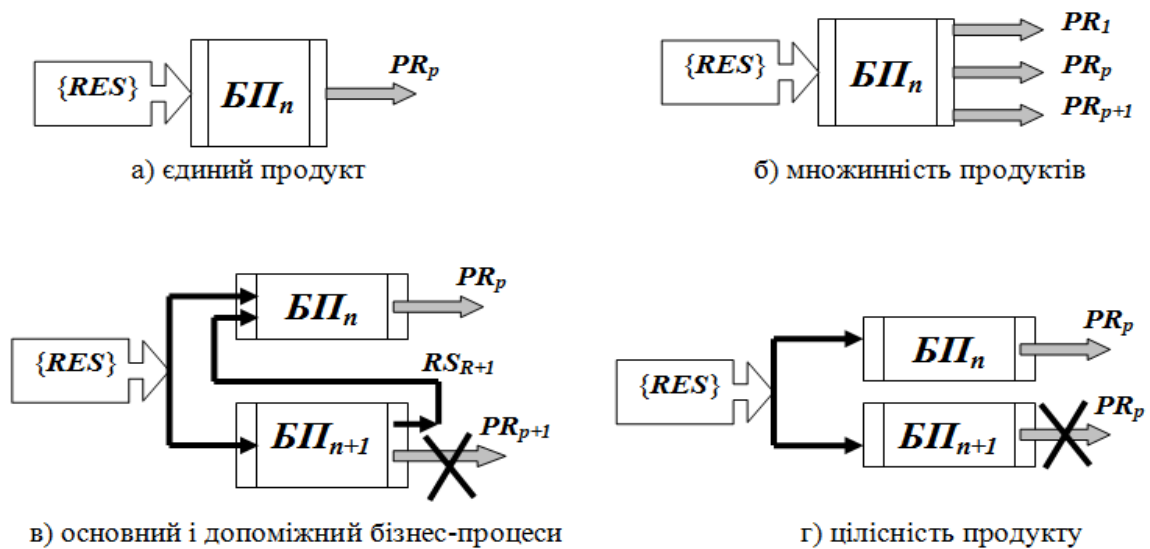 {RES}
БПn
PRp
а) єдиний продукт
{RES}
БПn
PR1
PRp
PRp+1
б) множинність продуктів
{RES}
БПn
PRp
RSR+1
БПn+1
PRp+1
в) основний і допоміжний бізнес-процеси
{RES}
БПn
PRp
БПn+1
PRp
г) цілісність продукту